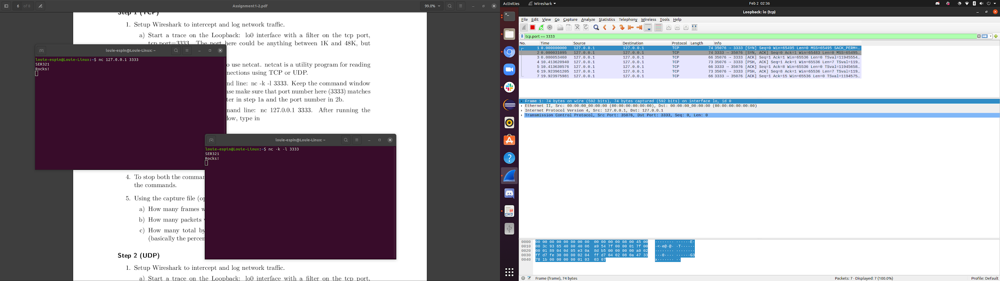 6 of 8
Assignment1-2.pdf
99.0%
Step 1 (TCP)
1. Setup Wireshark to intercept and log network traffic.
a) Start a trace on the Loopback: lo0 interface with a filter on the tcp port,
tcp.port==3333. The port here could be anything between 1K and 48K, but
o use netcat. netcat is a utility program for reading
nnections using TCP or UDP.
nd line: nc -k -l 3333. Keep the command window
ase make sure that port number here (3333) matches
ter in step 1a and the port number in 2b.
mand line: nc 127.0.0.1 3333. After running the
low, type in
4. To stop both the comman
the commands.
5. Using the capture file (op
a) How many frames w
b) How many packets
c) How many total by
(basically the percen
Step 2 (UDP)
1. Setup Wireshark to intercept and log network traffic.
a) Start a trace on the Loopback: lo0 interface with a filter on the tcp port,
louie-espin@Louie-Linux: ~
louie-espin@Louie-Linux:~$ nc 127.0.0.1 3333
SER321
Rocks!
louie-espin@Louie-Linux: ~
louie-espin@Louie-Linux:~$ nc -k -l 3333
SER321
Rocks!
Activities Wireshark Feb 2 02:36
Loopback: lo (tcp)
File Edit View Go Capture Analyze Statistics Telephony Wireless Tools Help
tcp.port == 3333
No. Time Source Destination Protocol Length Info
1 0.000000000 127.0.0.1 127.0.0.1 TCP 74 35076 → 3333 [SYN] Seq=0 Win=65495 Len=0 MSS=65495 SACK_PERM=…
2 0.000031095 127.0.0.1 127.0.0.1 TCP 74 3333 → 35076 [SYN, ACK] Seq=0 Ack=1 Win=65483 Len=0 MSS=65495…
3 0.000053460 127.0.0.1 127.0.0.1 TCP 66 35076 → 3333 [ACK] Seq=1 Ack=1 Win=65536 Len=0 TSval=11945554…
4 10.413620940 127.0.0.1 127.0.0.1 TCP 73 35076 → 3333 [PSH, ACK] Seq=1 Ack=1 Win=65536 Len=7 TSval=119…
5 10.413630576 127.0.0.1 127.0.0.1 TCP 66 3333 → 35076 [ACK] Seq=1 Ack=8 Win=65536 Len=0 TSval=11945658…
6 19.923961205 127.0.0.1 127.0.0.1 TCP 73 35076 → 3333 [PSH, ACK] Seq=8 Ack=1 Win=65536 Len=7 TSval=119…
7 19.923975981 127.0.0.1 127.0.0.1 TCP 66 3333 → 35076 [ACK] Seq=1 Ack=15 Win=65536 Len=0 TSval=1194575…
Frame 1: 74 bytes on wire (592 bits), 74 bytes captured (592 bits) on interface lo, id 0
Ethernet II, Src: 00:00:00_00:00:00 (00:00:00:00:00:00), Dst: 00:00:00_00:00:00 (00:00:00:00:00:00)
Internet Protocol Version 4, Src: 127.0.0.1, Dst: 127.0.0.1
Transmission Control Protocol, Src Port: 35076, Dst Port: 3333, Seq: 0, Len: 0
0000 00 00 00 00 00 00 00 00 00 00 00 00 08 00 45 00 ········ ······E·
0010 00 3c 93 65 40 00 40 06 a9 54 7f 00 00 01 7f 00 ·<·e@·@· ·T······
0020 00 01 89 04 0d 05 e3 0a 8d b5 00 00 00 00 a0 02 ········ ········
0030 ff d7 fe 30 00 00 02 04 ff d7 04 02 08 0a 47 33 ···0···· ······G3
0040 78 1b 00 00 00 00 01 03 03 07 x······· ··
Frame (frame), 74 bytes
Packets: 7 · Displayed: 7 (100.0%)
Profile: Default